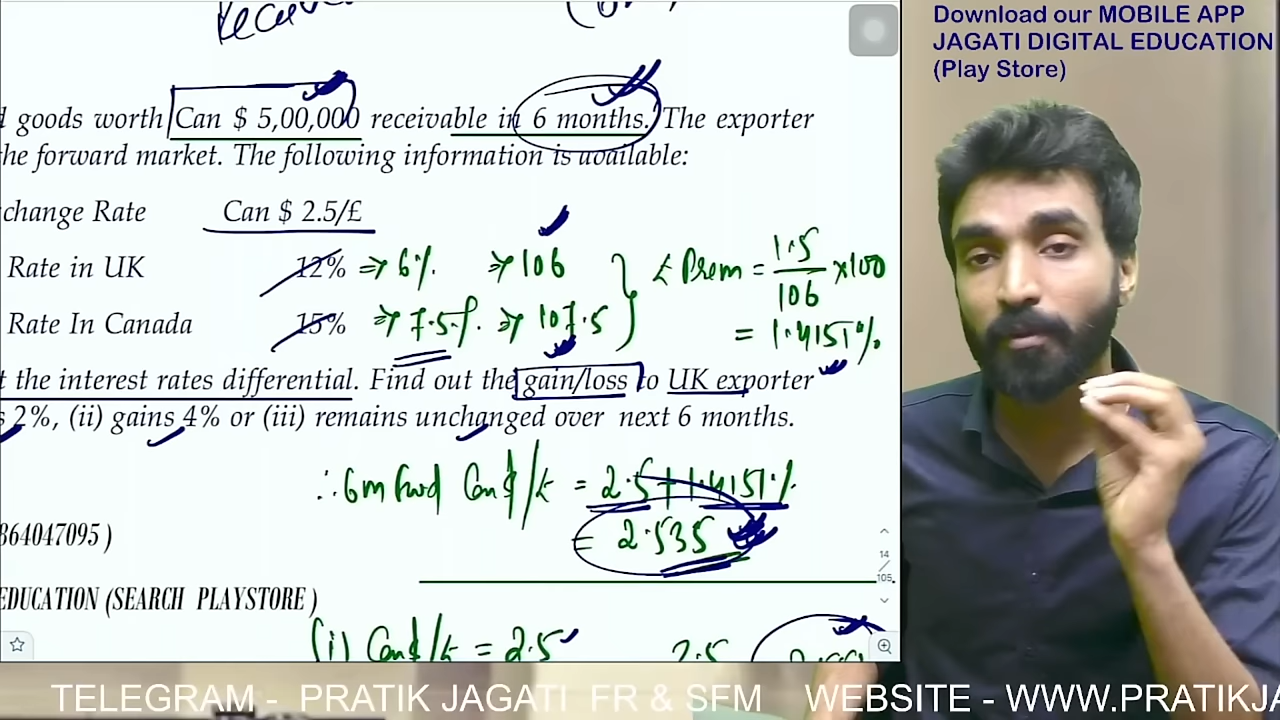 Download our MOBILE APP
JAGATI DIGITAL EDUCATION
(Play Store)
d goods worth Can $ 5,00,000 receivable in 6 months. The exporter
he forward market. The following information is available:
change Rate Can $ 2.5/£
Rate in UK 12% ⇒ 6% ⇒ 106
Rate In Canada 15% ⇒ 7.5% ⇒ 107.5
£ Prem = 1.5/106 ×100
= 1.4151%
t the interest rates differential. Find out the gain/loss to UK exporter
s 2%, (ii) gains 4% or (iii) remains unchanged over next 6 months.
∴ 6m fwd Can$/£ = 2.5 + 1.4151%
= 2.535
864047095 )
14
/
105
EDUCATION (SEARCH PLAYSTORE )
(i) Can$/£ = 2.5
2.5
TELEGRAM - PRATIK JAGATI FR & SFM WEBSITE - WWW.PRATIKJA